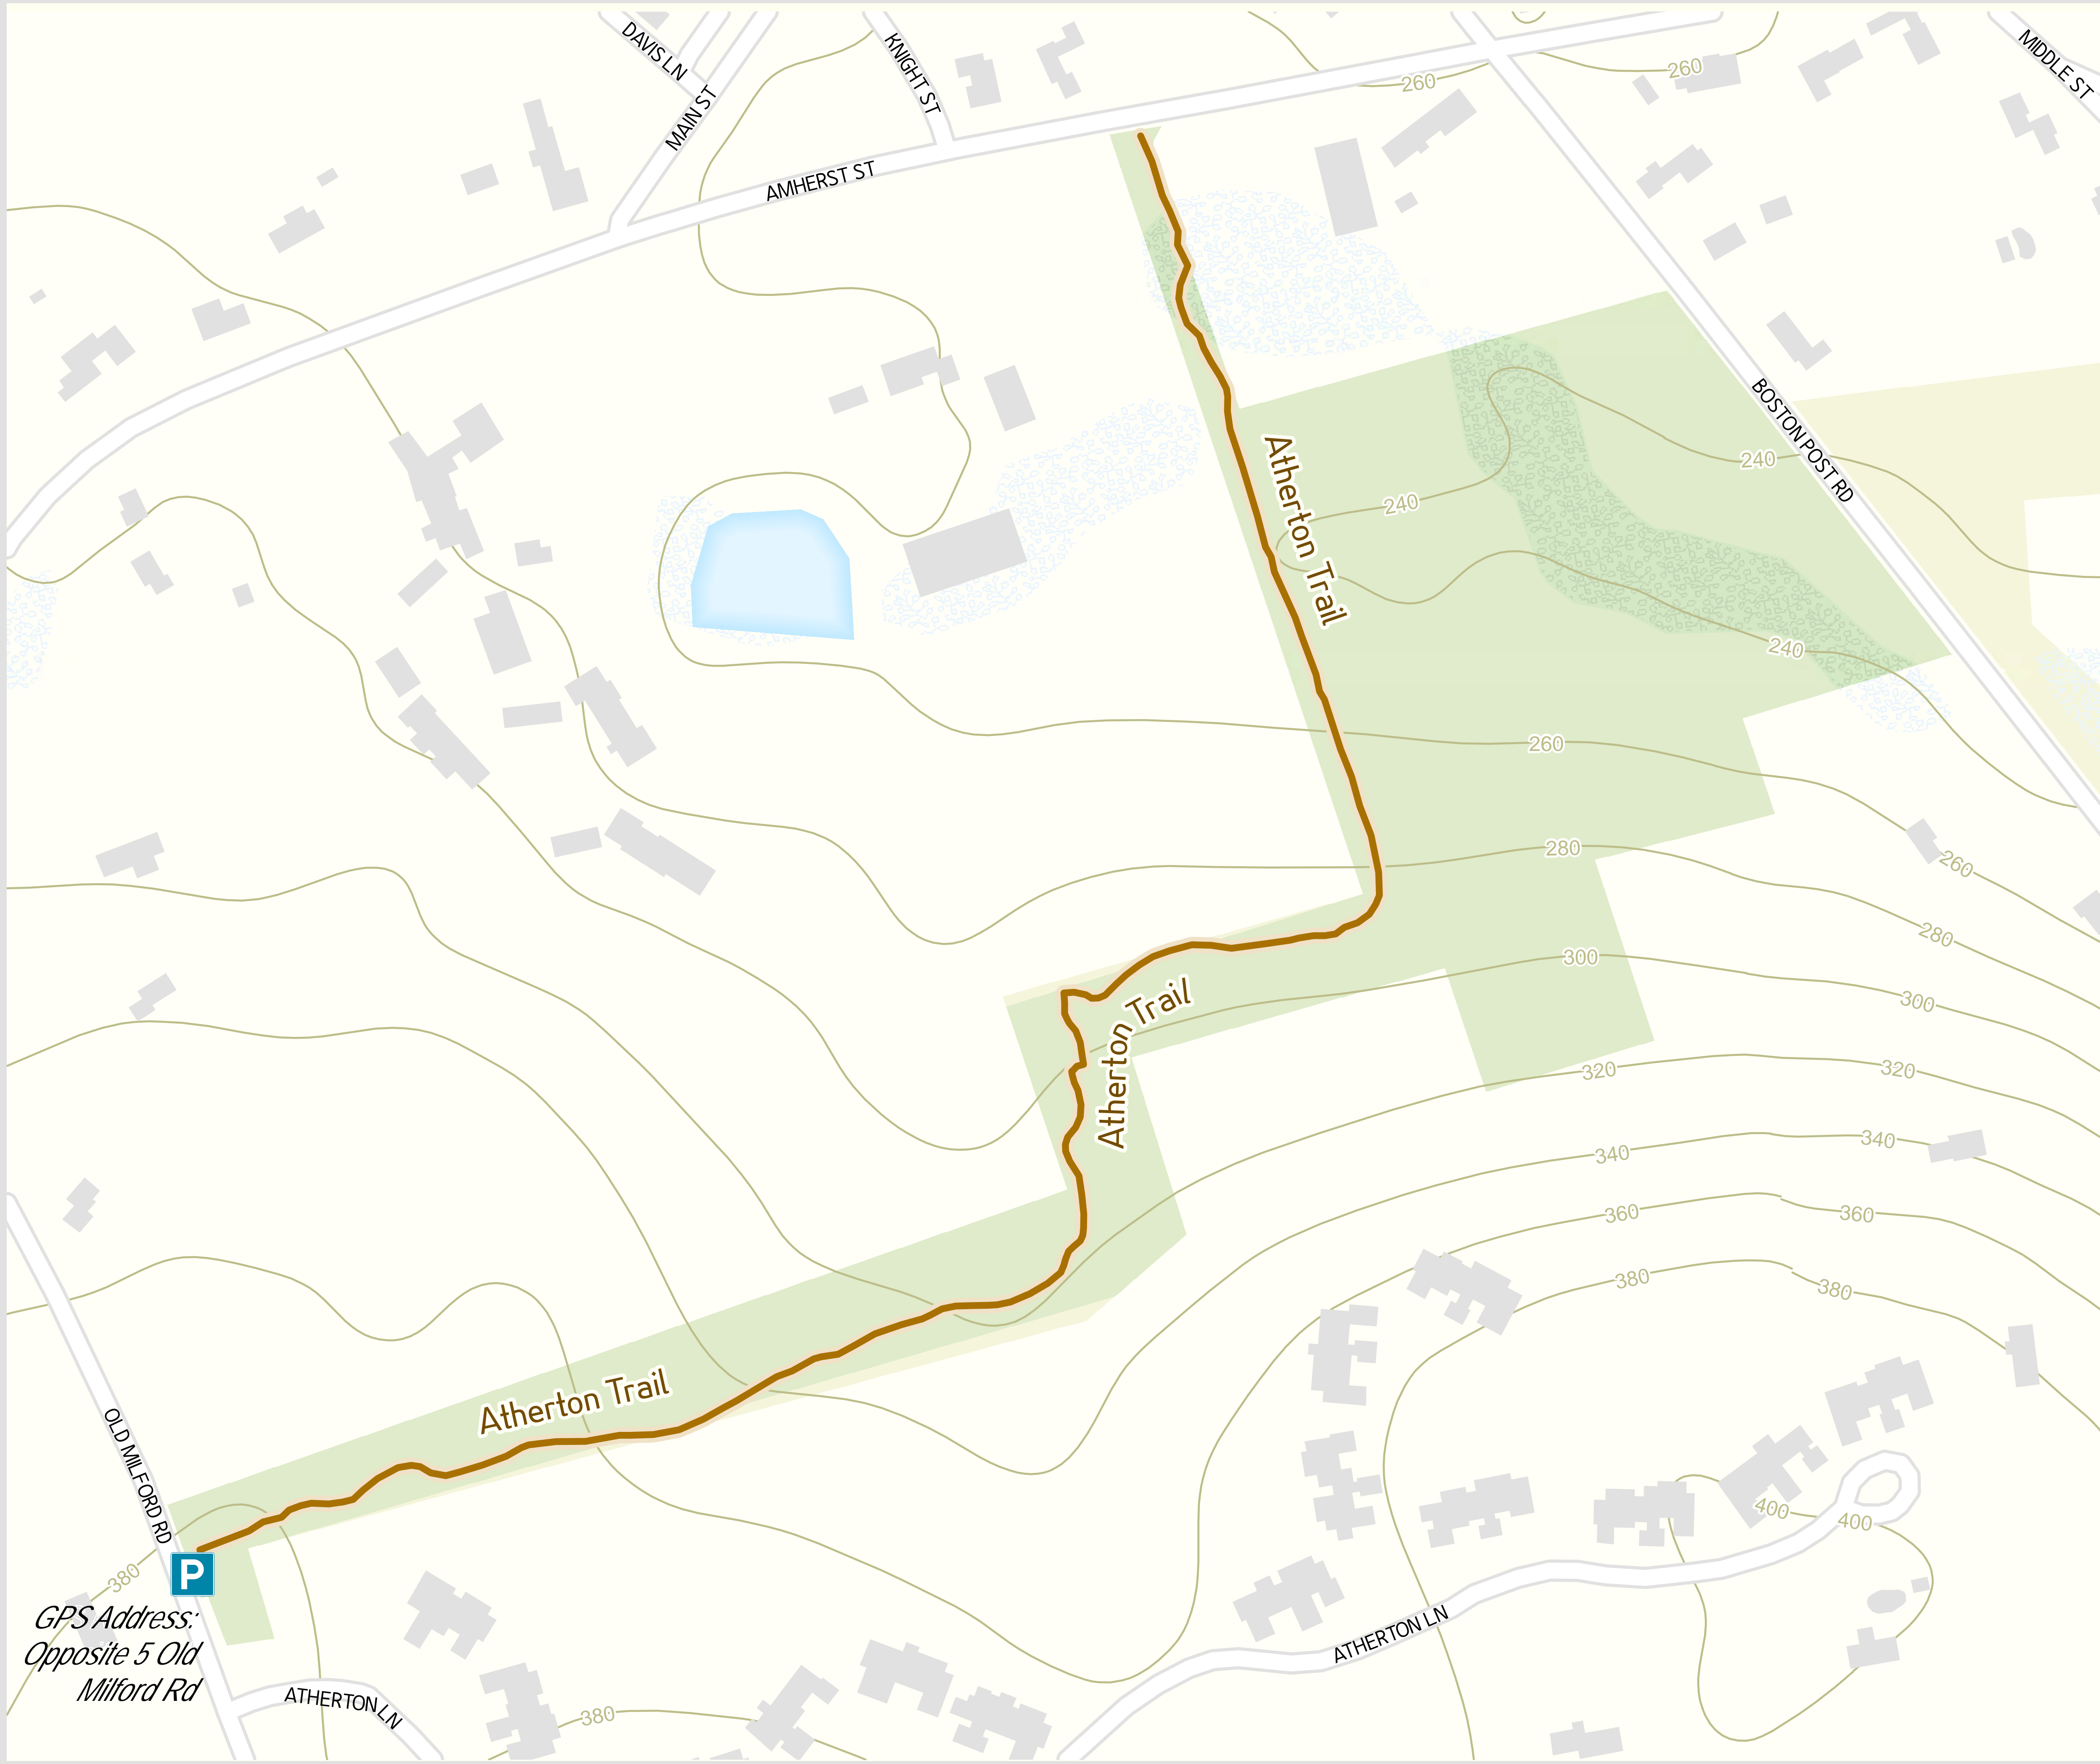 DAVIS LN
MAIN ST
KNIGHT ST
AMHERST ST
MIDDLE ST
260
260
BOSTON POST RD
240
240
240
Atherton Trail
260
280
260
280
300
300
Atherton Trail
320
320
340
340
360
360
380
380
Atherton Trail
OLD MILFORD RD
400
400
P
380
GPS Address:
Opposite 5 Old
Milford Rd
ATHERTON LN
ATHERTON LN
380